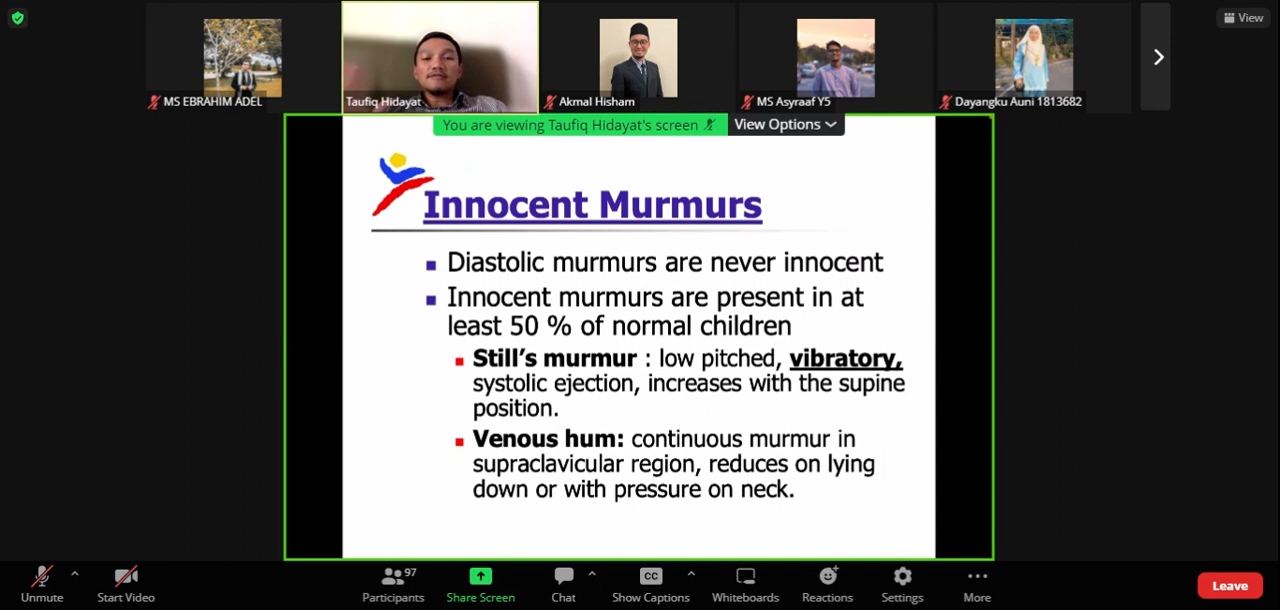 View
MS EBRAHIM ADEL
Taufiq Hidayat
Akmal Hisham
MS Asyraaf Y5
Dayangku Auni 1813682
You are viewing Taufiq Hidayat's screen
View Options
Innocent Murmurs
Diastolic murmurs are never innocent
Innocent murmurs are present in at
least 50 % of normal children
Still's murmur : low pitched, vibratory,
systolic ejection, increases with the supine
position.
Venous hum: continuous murmur in
supraclavicular region, reduces on lying
down or with pressure on neck.
Unmute
Start Video
97
Participants
Share Screen
Chat
CC
Show Captions
Whiteboards
Reactions
Settings
More
Leave